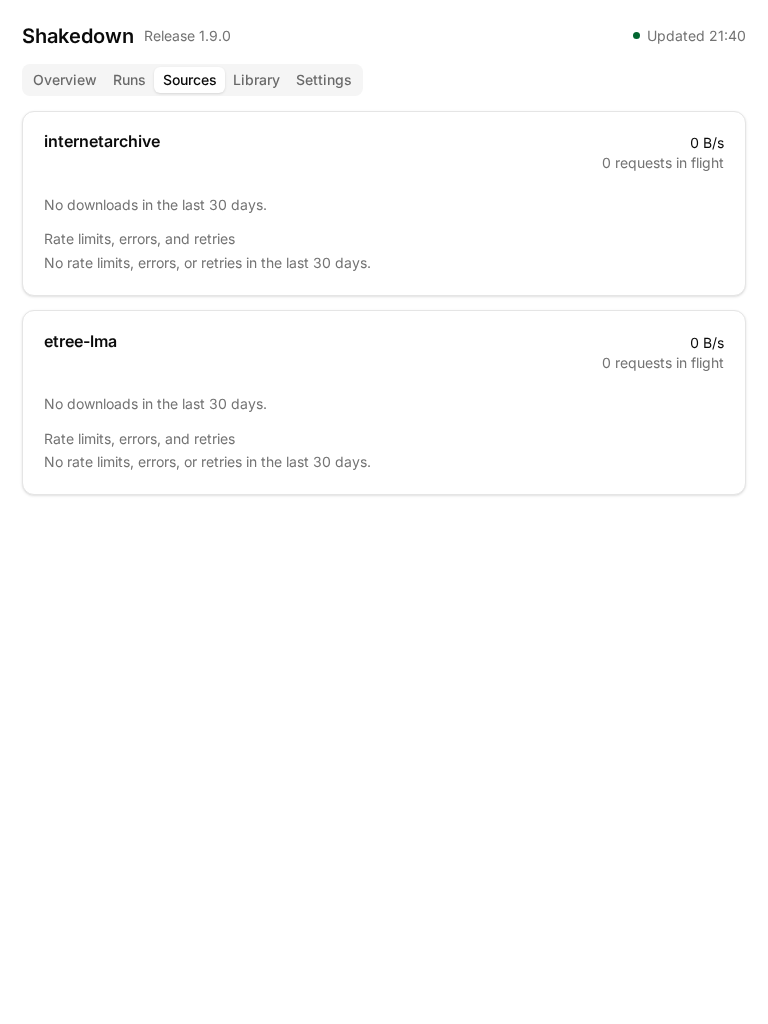 Shakedown Release 1.9.0
Updated 21:40
Overview Runs Sources Library Settings
internetarchive
0 B/s
0 requests in flight
No downloads in the last 30 days.
Rate limits, errors, and retries
No rate limits, errors, or retries in the last 30 days.
etree-lma
0 B/s
0 requests in flight
No downloads in the last 30 days.
Rate limits, errors, and retries
No rate limits, errors, or retries in the last 30 days.